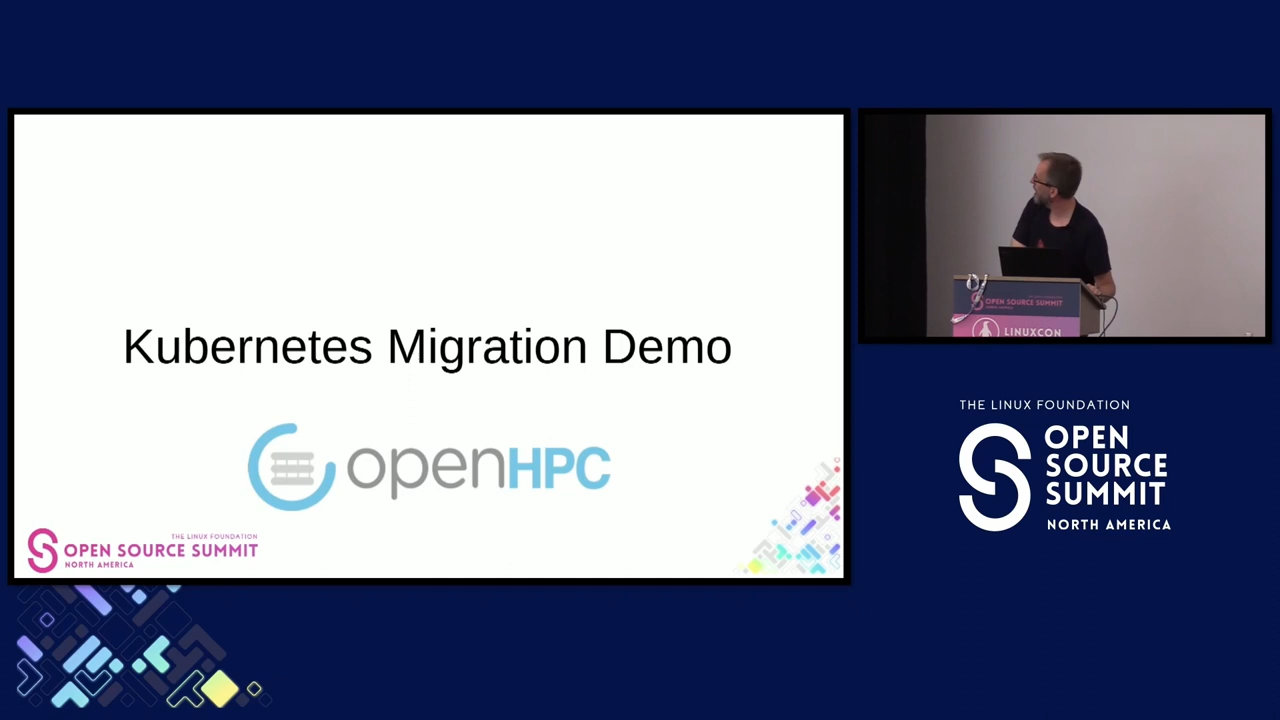 Kubernetes Migration Demo
openHPC
THE LINUX FOUNDATION
OPEN SOURCE SUMMIT
NORTH AMERICA
OPEN SOURCE SUMMIT
LINUXCON
THE LINUX FOUNDATION
OPEN
SOURCE
SUMMIT
NORTH AMERICA